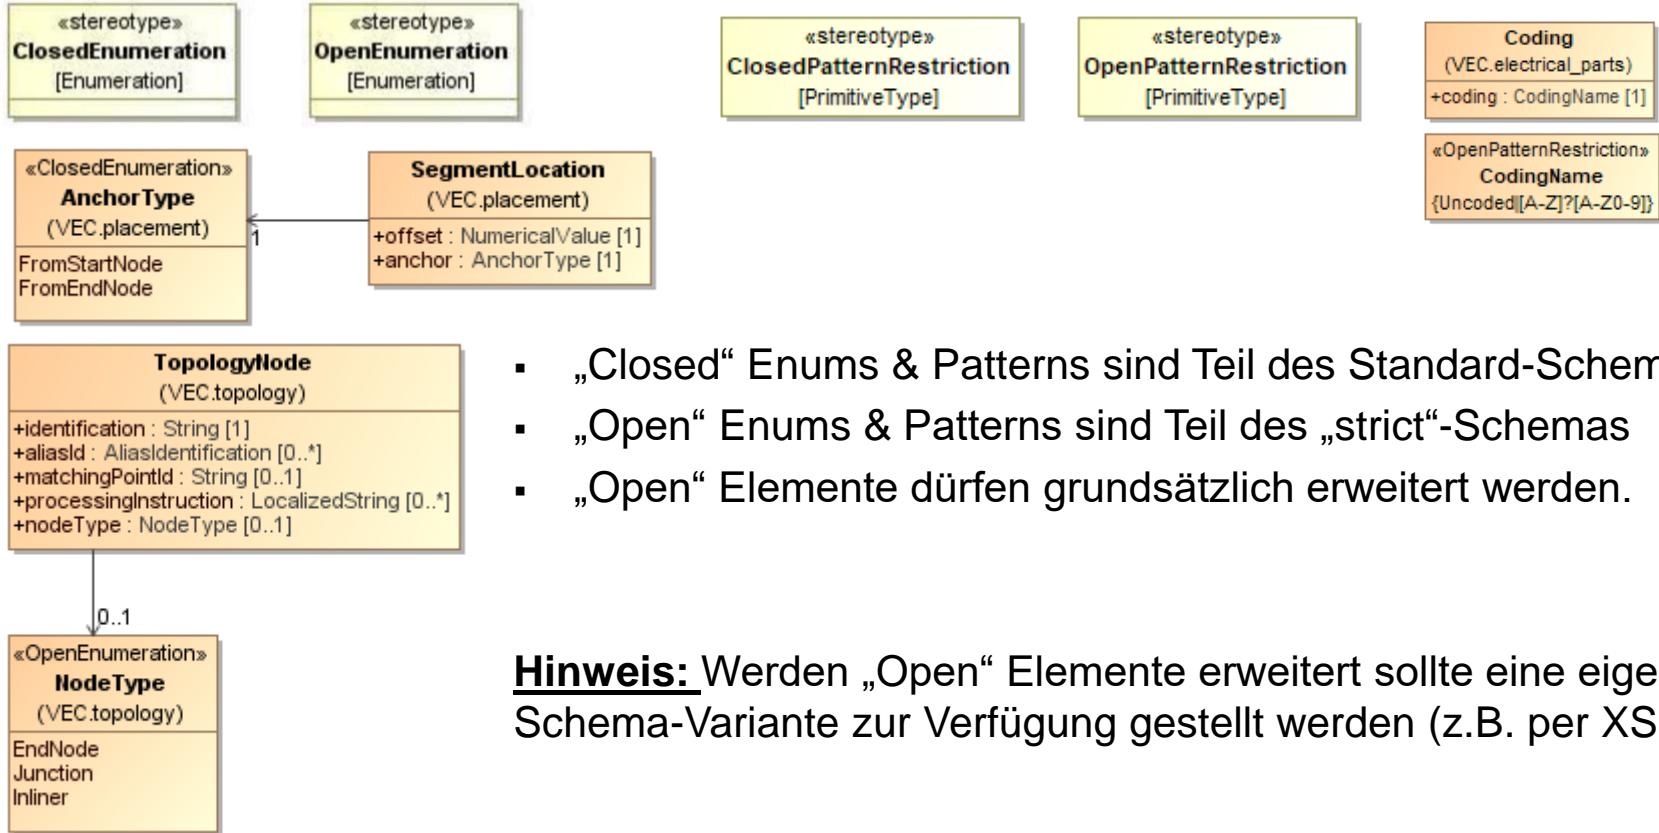 «stereotype»
ClosedEnumeration
[Enumeration]
«stereotype»
OpenEnumeration
[Enumeration]
«stereotype»
ClosedPatternRestriction
[PrimitiveType]
«stereotype»
OpenPatternRestriction
[PrimitiveType]
Coding
(VEC.electrical_parts)
+coding : CodingName [1]
«OpenPatternRestriction»
CodingName
{Uncoded|[A-Z]?[A-Z0-9]}
«ClosedEnumeration»
AnchorType
(VEC.placement)
FromStartNode
FromEndNode
1
SegmentLocation
(VEC.placement)
+offset : NumericalValue [1]
+anchor : AnchorType [1]
TopologyNode
(VEC.topology)
+identification : String [1]
+aliasId : AliasIdentification [0..*]
+matchingPointId : String [0..1]
+processingInstruction : LocalizedString [0..*]
+nodeType : NodeType [0..1]
0..1
«OpenEnumeration»
NodeType
(VEC.topology)
EndNode
Junction
Inliner
▪ „Closed“ Enums & Patterns sind Teil des Standard-Schem
▪ „Open“ Enums & Patterns sind Teil des „strict“-Schemas
▪ „Open“ Elemente dürfen grundsätzlich erweitert werden.
Hinweis: Werden „Open“ Elemente erweitert sollte eine eige
Schema-Variante zur Verfügung gestellt werden (z.B. per XS